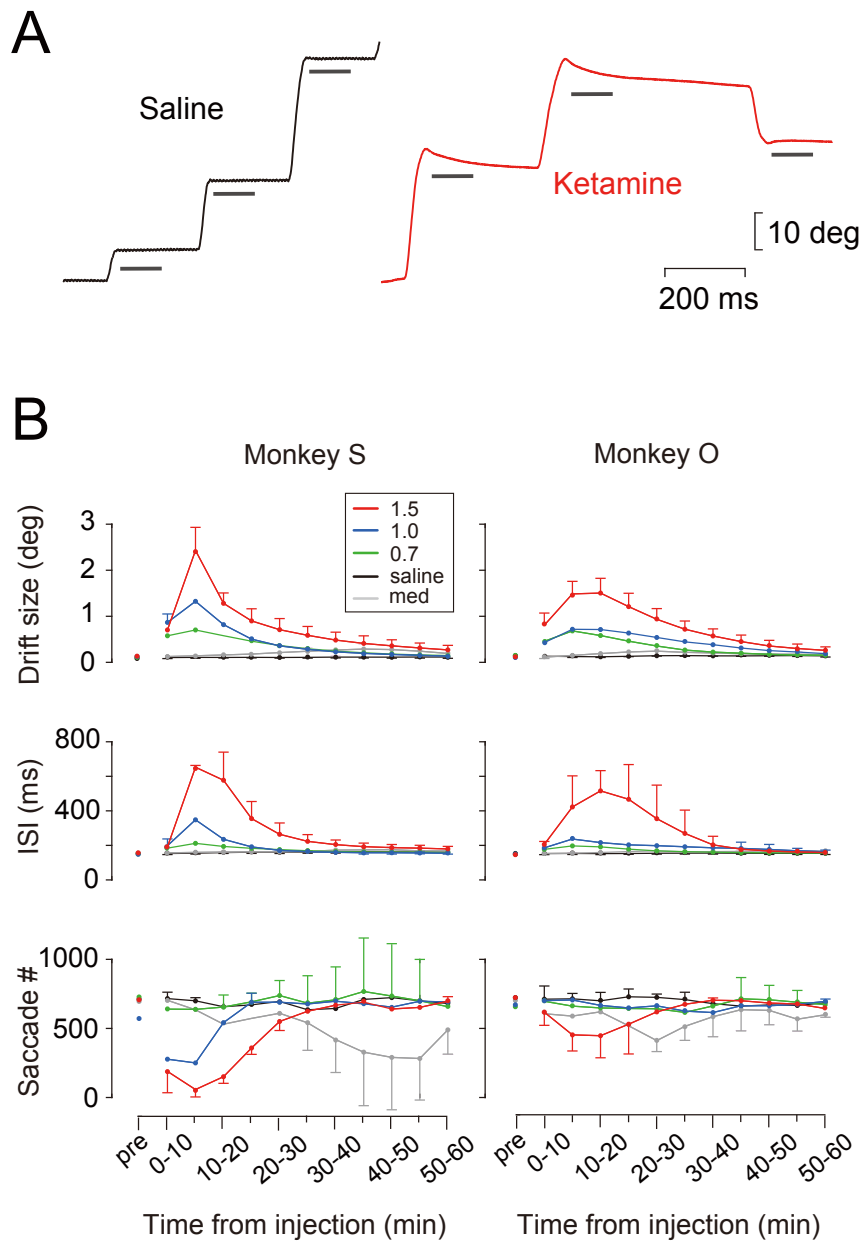 A
Saline
Ketamine
10 deg
200 ms
B
Monkey S
Monkey O
1.5
1.0
0.7
saline
med
Drift size (deg)
3
2
1
0
ISI (ms)
800
400
0
Saccade #
1000
500
0
pre
0-10
10-20
20-30
30-40
40-50
50-60
pre
0-10
10-20
20-30
30-40
40-50
50-60
Time from injection (min)
Time from injection (min)